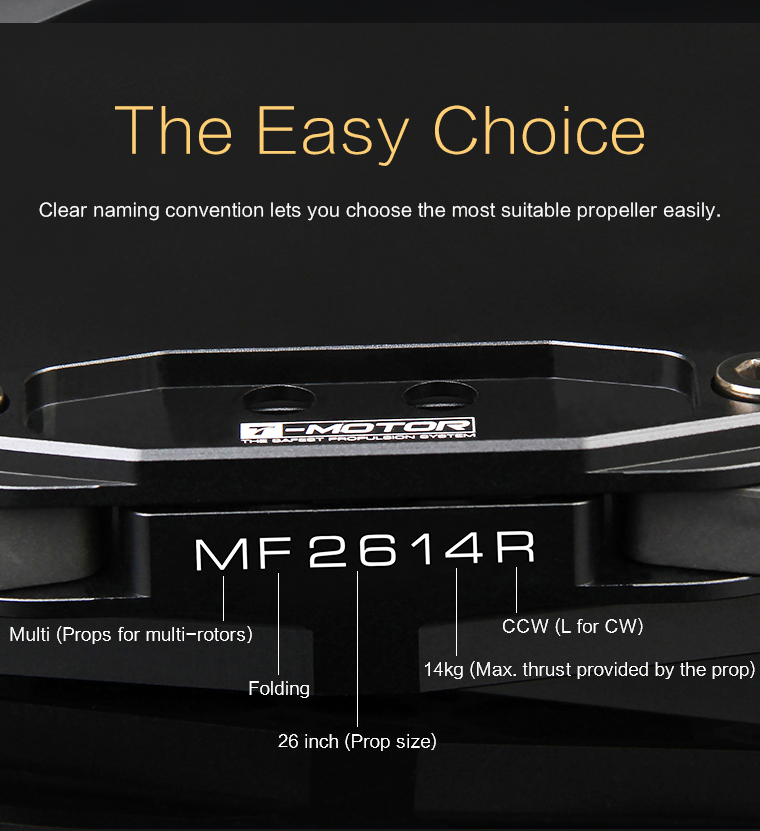 The Easy Choice
Clear naming convention lets you choose the most suitable propeller easily.
T-MOTOR
THE SAFEST PROPULSION SYSTEM
MF2614R
Multi (Props for multi-rotors)
CCW (L for CW)
14kg (Max. thrust provided by the prop)
Folding
26 inch (Prop size)